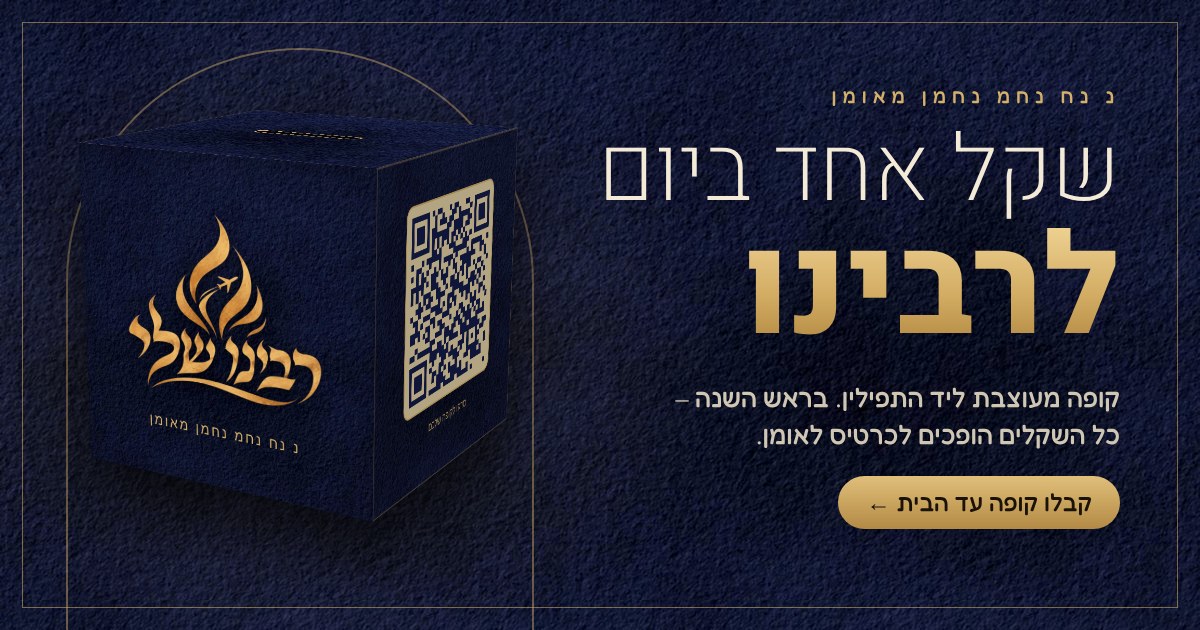 נ נח נחמ נחמן מאומן
שקל אחד ביום
לרבינו
קופה מעוצבת ליד התפילין. בראש השנה –
כל השקלים הופכים לכרטיס לאומן.
קבלו קופה עד הבית ←
רבינו שלי
נ נח נחמ נחמן מאומן